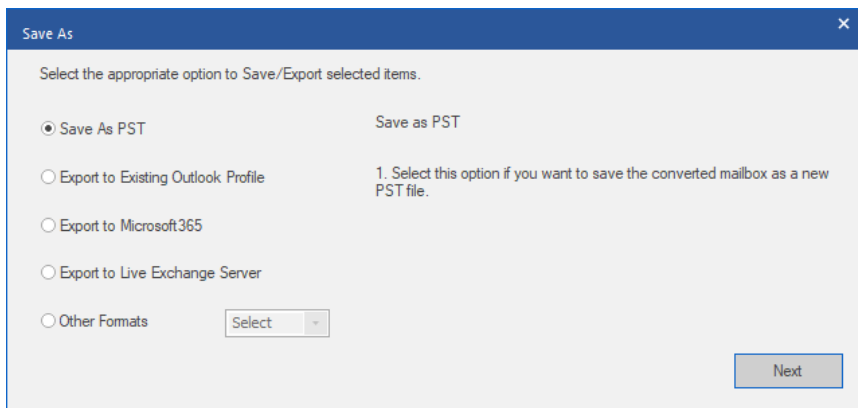 Save As
Select the appropriate option to Save/Export selected items.
Save As PST
Save as PST
Export to Existing Outlook Profile
1. Select this option if you want to save the converted mailbox as a new
PST file.
Export to Microsoft365
Export to Live Exchange Server
Other Formats
Select
Next